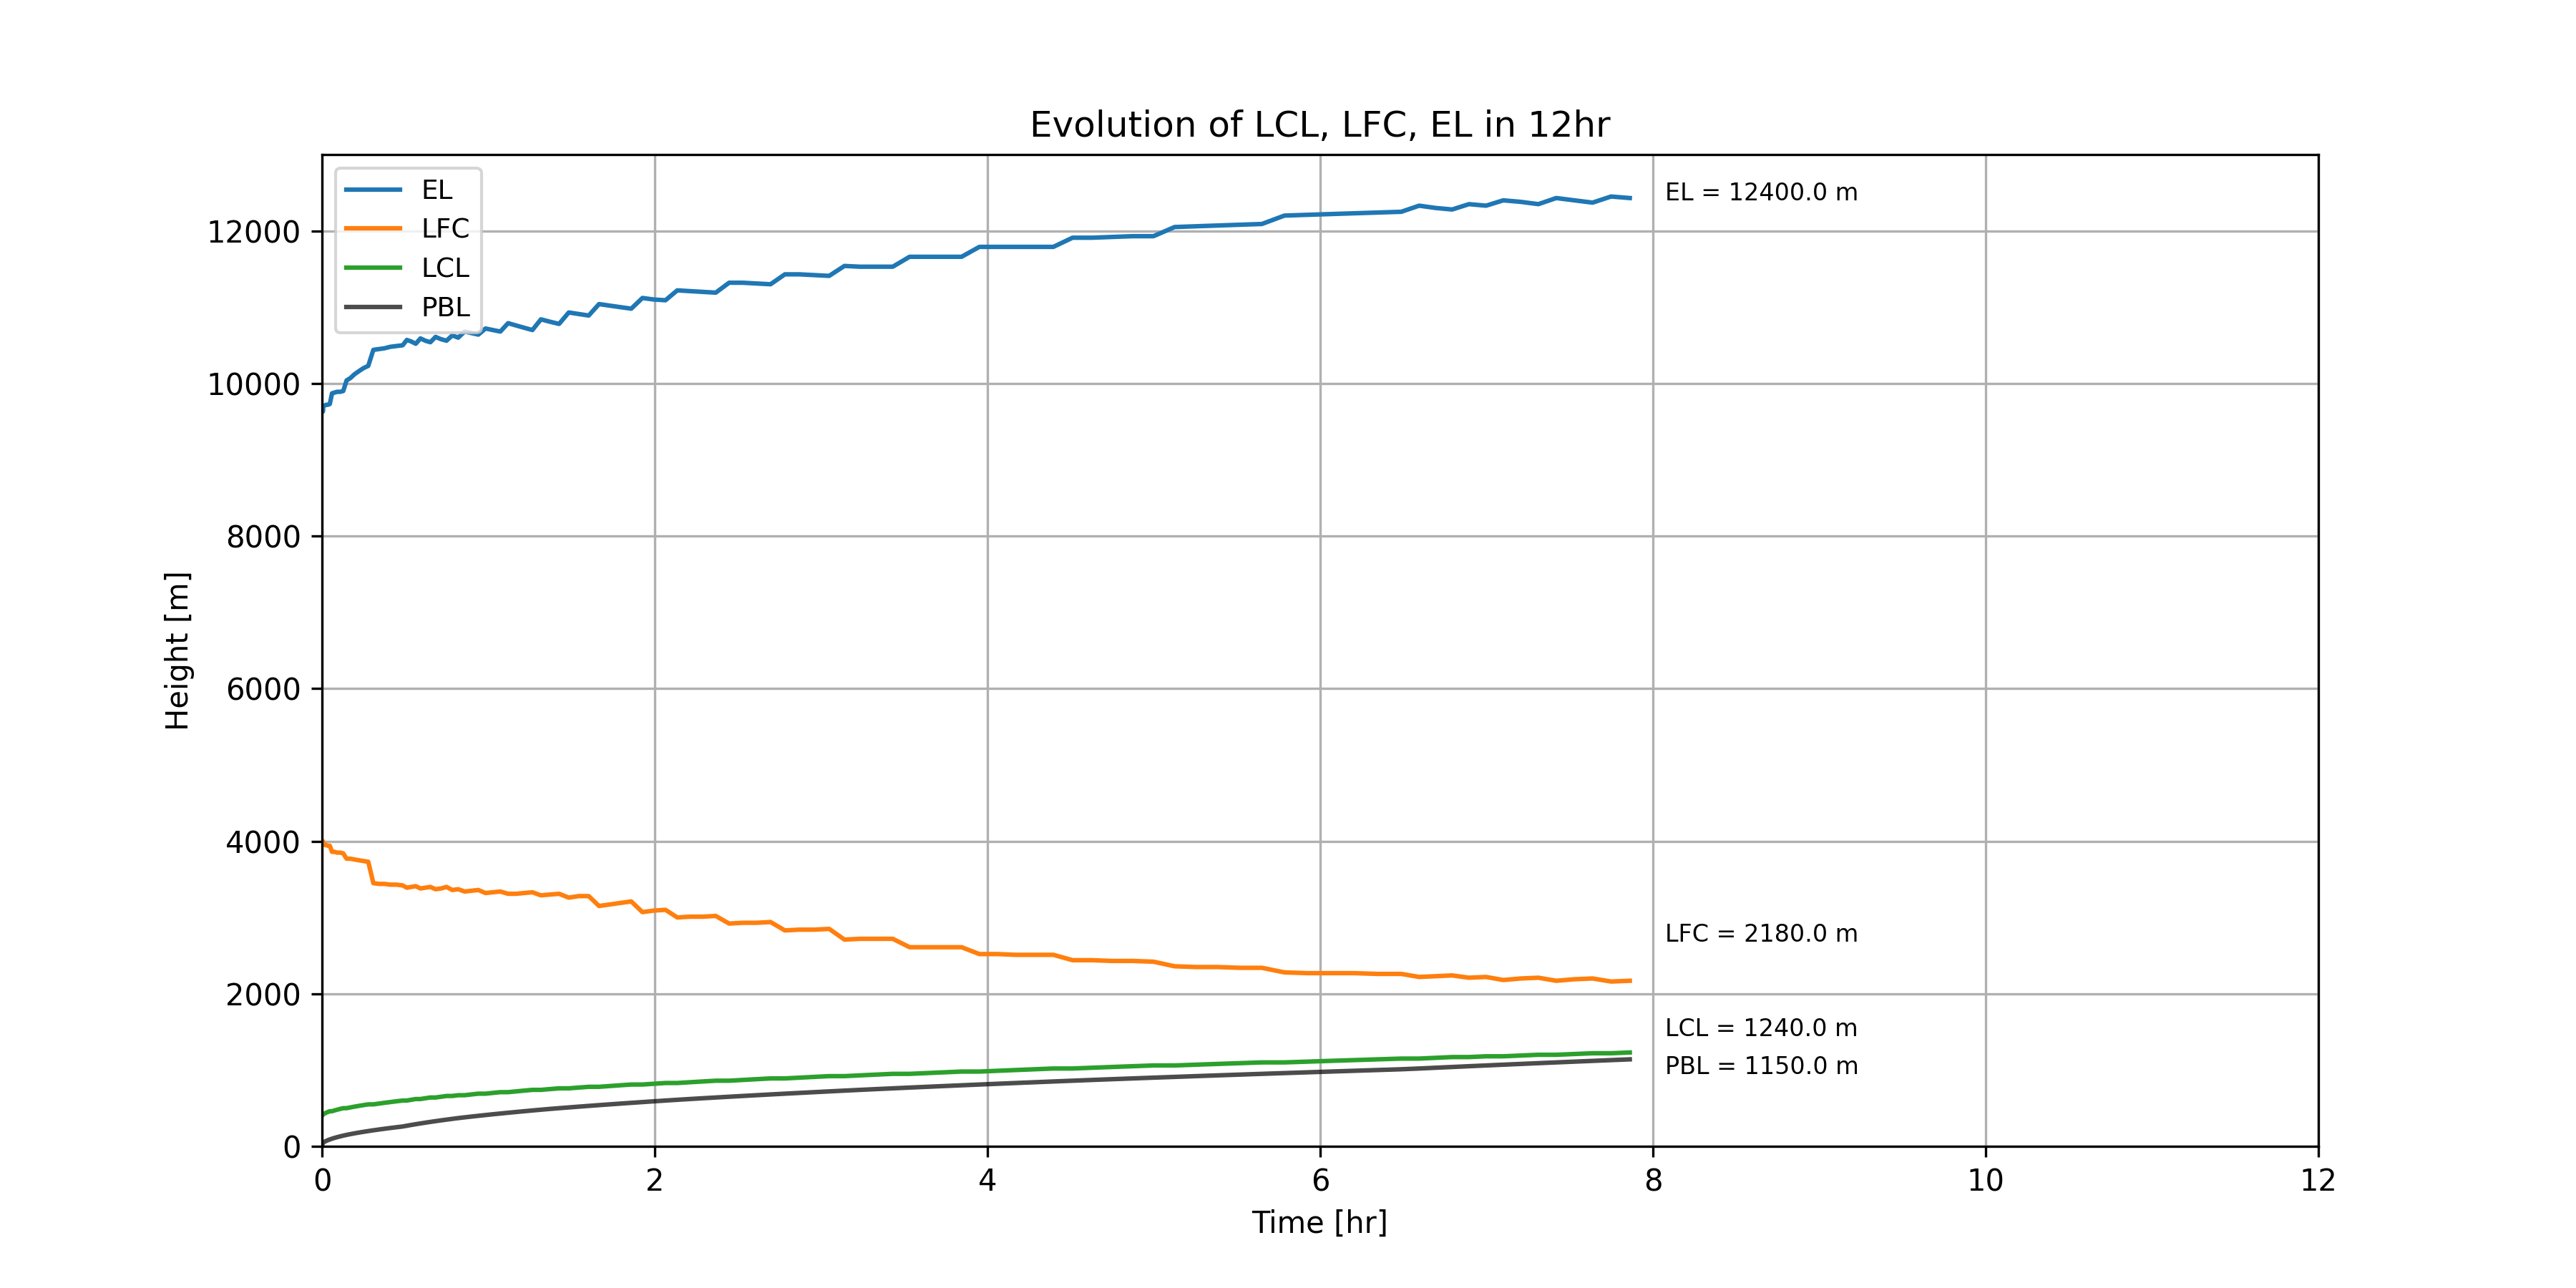 Evolution of LCL, LFC, EL in 12hr
EL
LFC
LCL
PBL
EL = 12400.0 m
LFC = 2180.0 m
LCL = 1240.0 m
PBL = 1150.0 m
12000
10000
8000
6000
4000
2000
0
Height [m]
0 2 4 6 8 10 12
Time [hr]